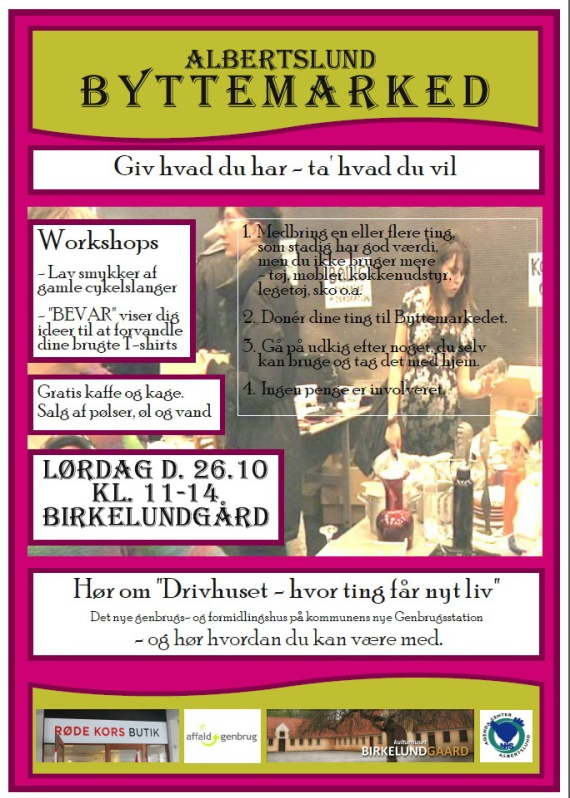 ALBERTSLUND
BYTTEMARKED
Giv hvad du har - ta' hvad du vil
Workshops
- Lav smykker af
gamle cykelslanger
- "BEVAR" viser dig
ideer til at forvandle
dine brugte T-shirts
1. Medbring en eller flere ting,
som stadig har god værdi,
men du ikke bruger mere
- tøj, møbler, køkkenudstyr,
legetøj, sko o.a.
2. Donér dine ting til Byttemarkedet.
3. Gå på udkig efter noget, du selv
kan bruge og tag det med hjem.
4. Ingen penge er involveret.
Gratis kaffe og kage.
Salg af pølser, øl og vand
LØRDAG D. 26.10
KL. 11-14
BIRKELUNDGÅRD
Hør om "Drivhuset - hvor ting får nyt liv"
Det nye genbrugs- og formidlingshus på kommunens nye Genbrugsstation
- og hør hvordan du kan være med.
RØDE KORS BUTIK
affald genbrug
kulturhuset
BIRKELUNDGAARD
AGENDA CENTER
ALBERTSLUND